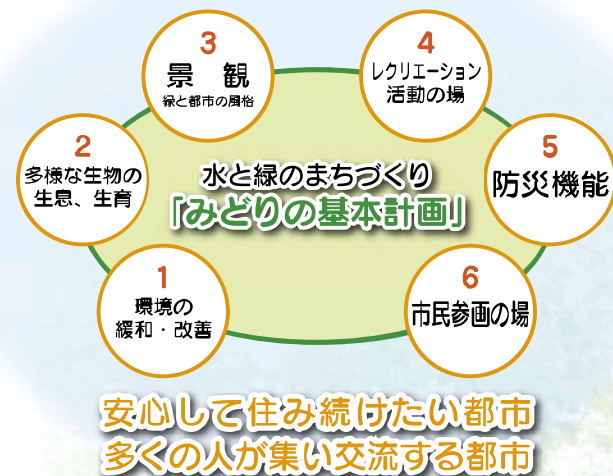 3
景 観
緑と都市の風格
4
レクリエーション
活動の場
2
多様な生物の
生息、生育
水と緑のまちづくり
「みどりの基本計画」
5
防災機能
1
環境の
緩和・改善
6
市民参画の場
安心して住み続けたい都市
多くの人が集い交流する都市